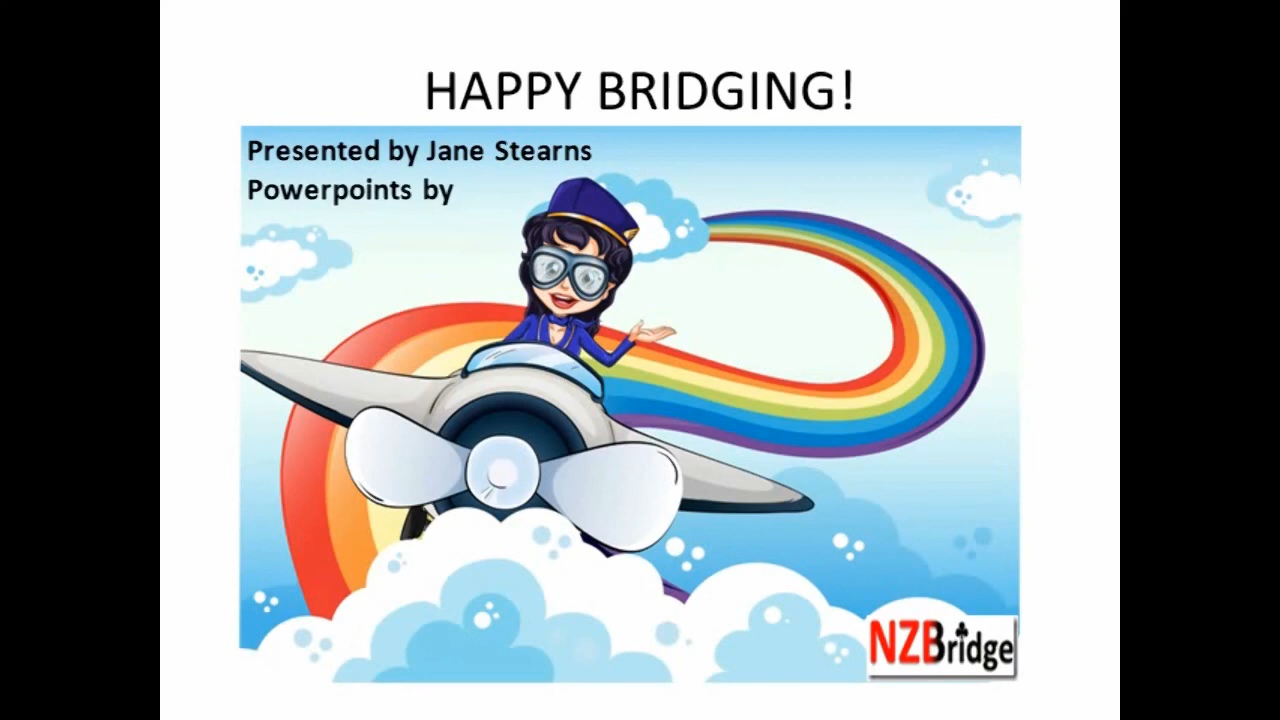 HAPPY BRIDGING!
Presented by Jane Stearns
Powerpoints by
NZBridge